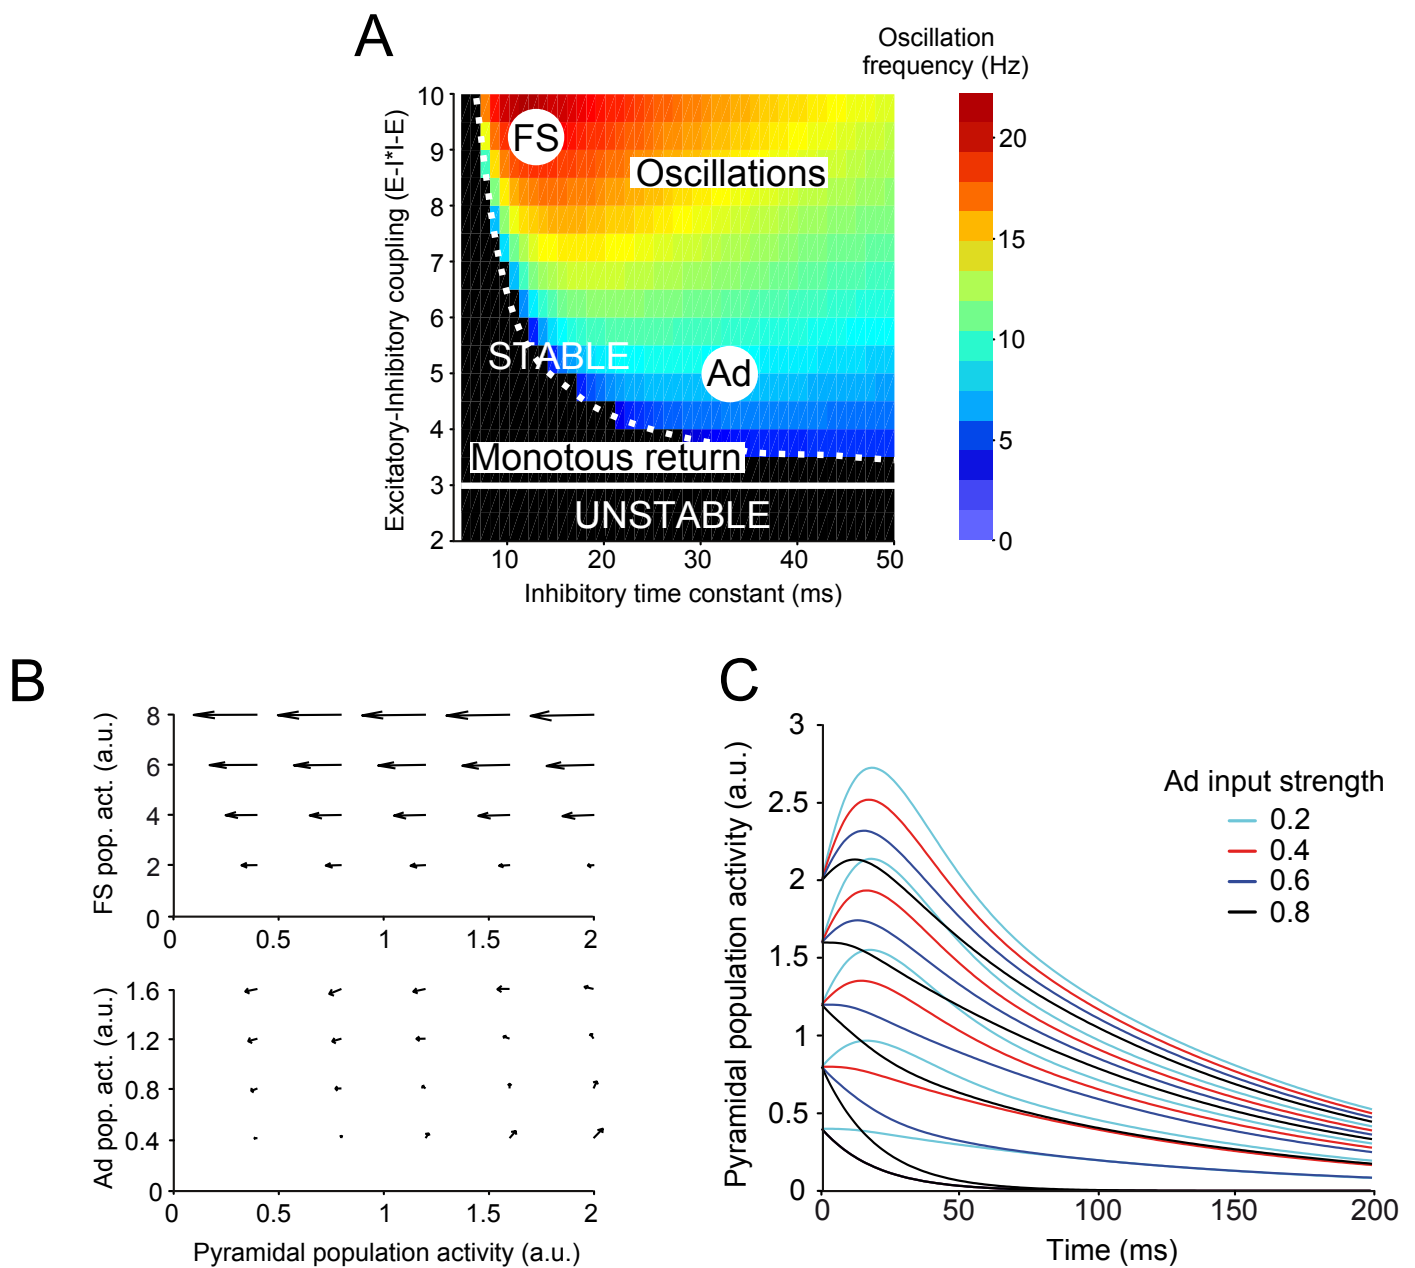 A
Oscillation
frequency (Hz)
Excitatory-Inhibitory coupling (E-I*I-E)
10
9
8
7
6
5
4
3
2
FS
Oscillations
STABLE
Ad
Monotous return
UNSTABLE
10
20
30
40
50
Inhibitory time constant (ms)
20
15
10
5
0
B
FS pop. act. (a.u.)
8
6
4
2
0
0
0.5
1
1.5
2
Ad pop. act. (a.u.)
1.6
1.2
0.8
0.4
0
0
0.5
1
1.5
2
Pyramidal population activity (a.u.)
C
Pyramidal population activity (a.u.)
3
2.5
2
1.5
1
0.5
0
Ad input strength
0.2
0.4
0.6
0.8
0
50
100
150
200
Time (ms)